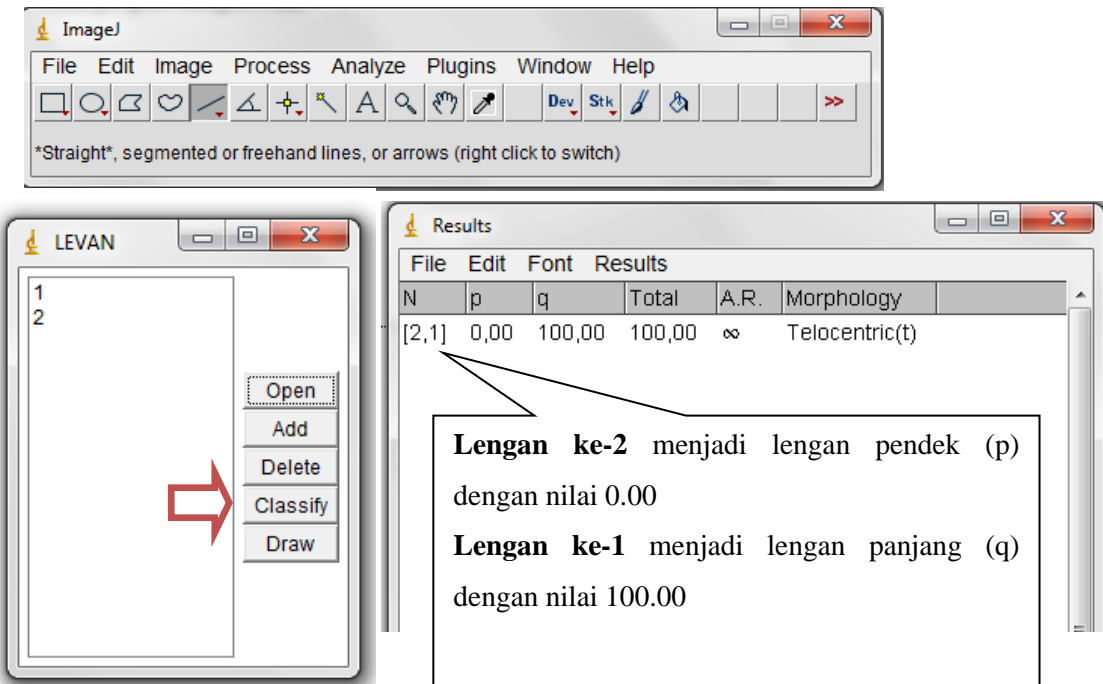 ImageJ
File Edit Image Process Analyze Plugins Window Help
A Dev Stk >>
*Straight*, segmented or freehand lines, or arrows (right click to switch)
LEVAN
1
2
Open
Add
Delete
Classify
Draw
Results
File Edit Font Results
N p q Total A.R. Morphology
[2,1] 0,00 100,00 100,00 ∞ Telocentric(t)
Lengan ke-2 menjadi lengan pendek (p)
dengan nilai 0.00
Lengan ke-1 menjadi lengan panjang (q)
dengan nilai 100.00